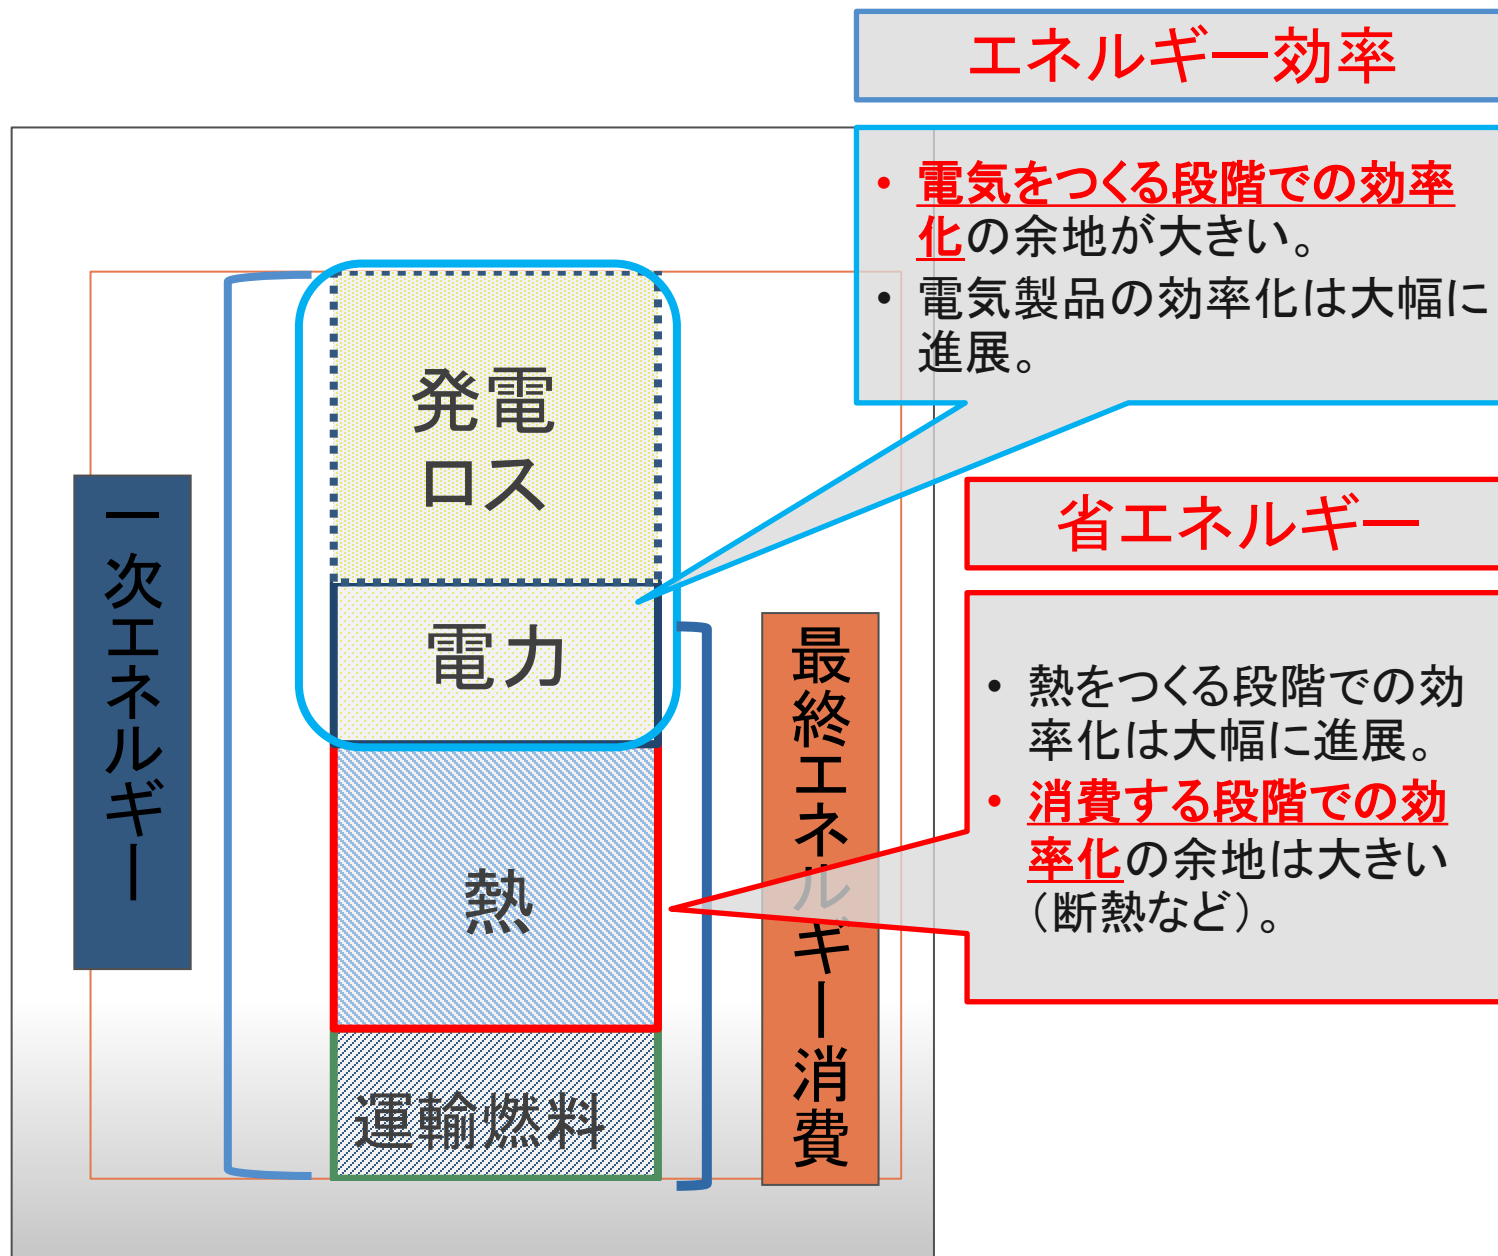 エネルギー効率
• 電気をつくる段階での効率
化の余地が大きい。
• 電気製品の効率化は大幅に
進展。
発電
ロス
電力
熱
運輸燃料
一次エネルギー
最終エネルギー消費
省エネルギー
• 熱をつくる段階での効
率化は大幅に進展。
• 消費する段階での効
率化の余地は大きい
（断熱など）。